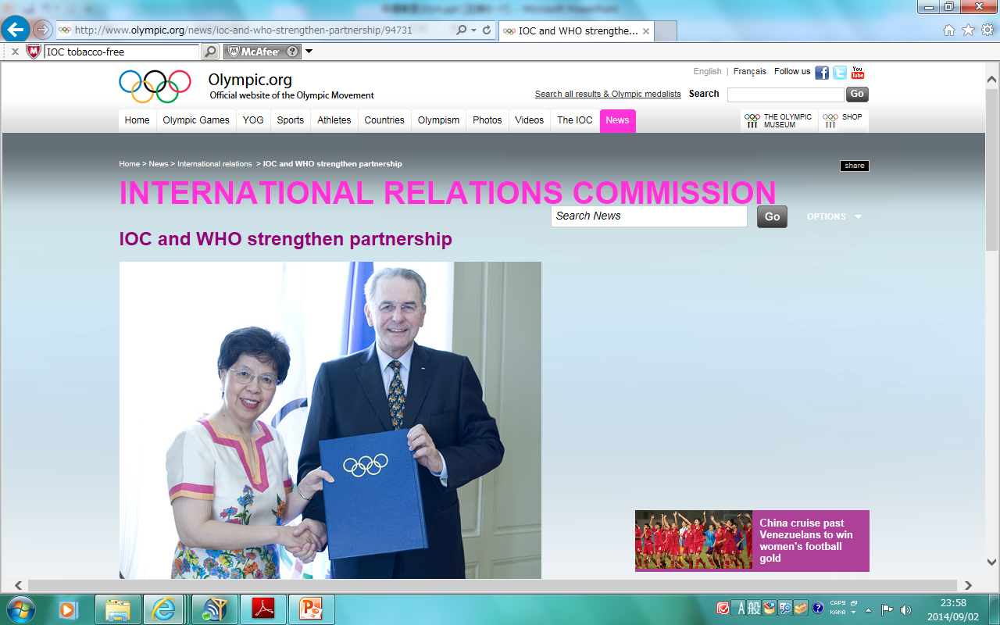 http://www.olympic.org/news/ioc-and-who-strengthen-partnership/94731
IOC and WHO strengthe...
IOC tobacco-free
McAfee
Olympic.org
Official website of the Olympic Movement
English | Français Follow us
You Tube
Search all results & Olympic medalists Search Go
Home Olympic Games YOG Sports Athletes Countries Olympism Photos Videos The IOC News
THE OLYMPIC MUSEUM SHOP
Home > News > International relations > IOC and WHO strengthen partnership
share
INTERNATIONAL RELATIONS COMMISSION
Search News Go OPTIONS
IOC and WHO strengthen partnership
China cruise past
Venezuelans to win
women's football
gold
A 般 CAPS
KANA
23:58
2014/09/02